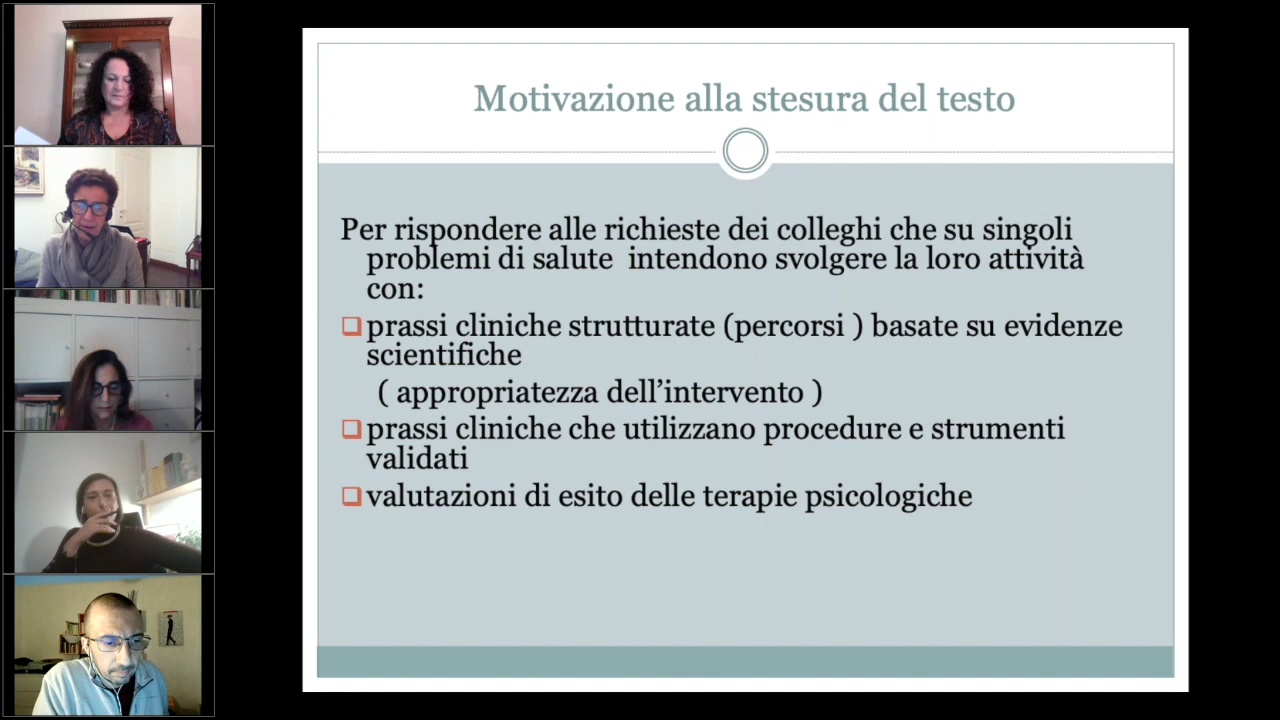 Motivazione alla stesura del testo
Per rispondere alle richieste dei colleghi che su singoli
problemi di salute  intendono svolgere la loro attività
con:
prassi cliniche strutturate (percorsi ) basate su evidenze
scientifiche
( appropriatezza dell’intervento )
prassi cliniche che utilizzano procedure e strumenti
validati
valutazioni di esito delle terapie psicologiche